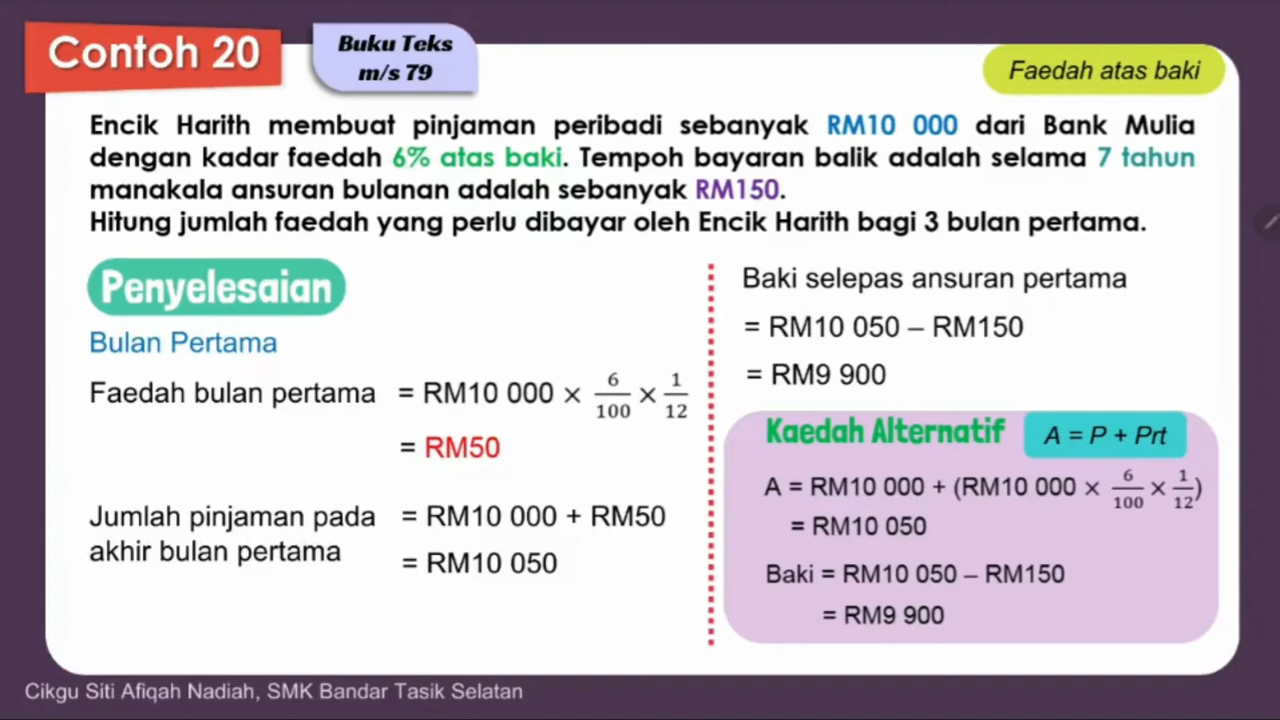 Contoh 20
Buku Teks
m/s 79
Faedah atas baki
Encik Harith membuat pinjaman peribadi sebanyak RM10 000 dari Bank Mulia
dengan kadar faedah 6% atas baki. Tempoh bayaran balik adalah selama 7 tahun
manakala ansuran bulanan adalah sebanyak RM150.
Hitung jumlah faedah yang perlu dibayar oleh Encik Harith bagi 3 bulan pertama.
Penyelesaian
Bulan Pertama
Faedah bulan pertama = RM10 000 × 6/100 × 1/12
= RM50
Jumlah pinjaman pada = RM10 000 + RM50
akhir bulan pertama
= RM10 050
Baki selepas ansuran pertama
= RM10 050 – RM150
= RM9 900
Kaedah Alternatif
A = P + Prt
A = RM10 000 + (RM10 000 × 6/100 × 1/12)
= RM10 050
Baki = RM10 050 – RM150
= RM9 900
Cikgu Siti Afiqah Nadiah, SMK Bandar Tasik Selatan